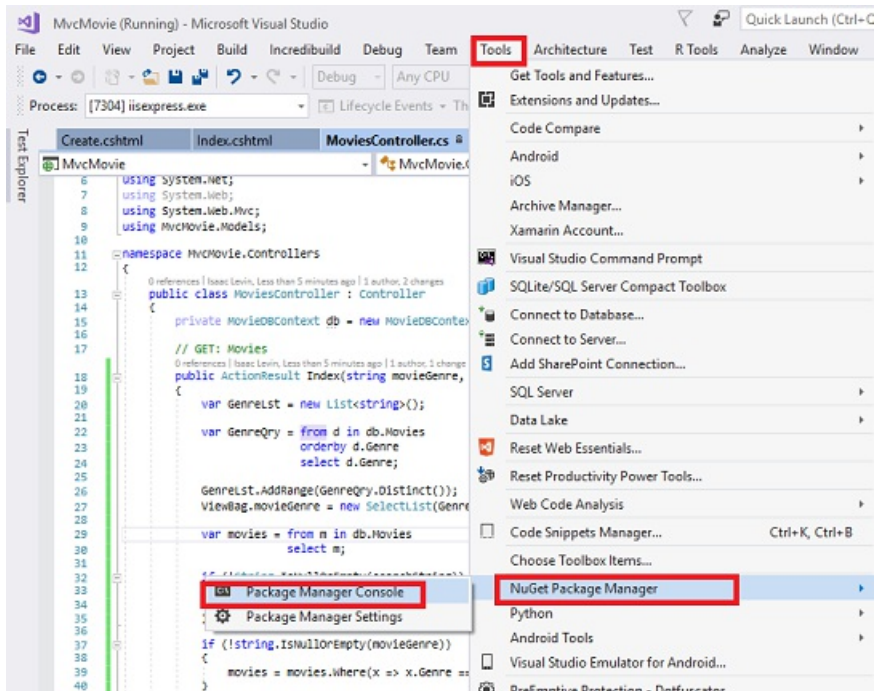 MvcMovie (Running) - Microsoft Visual Studio
Quick Launch (Ctrl+Q
File Edit View Project Build Incredibuild Debug Team Tools Architecture Test R Tools Analyze Window
Debug Any CPU
Process: [7304] iisexpress.exe Lifecycle Events Th
Test Explorer
Create.cshtml Index.cshtml MoviesController.cs
MvcMovie MvcMovie.
6 using System.Net;
7 using System.Web;
8 using System.Web.Mvc;
9 using MvcMovie.Models;
10
11 namespace MvcMovie.Controllers
12 {
0 references | Isaac Levin, Less than 5 minutes ago | 1 author, 2 changes
13 public class MoviesController : Controller
14 {
15 private MovieDBContext db = new MovieDBContex
16
17 // GET: Movies
0 references | Isaac Levin, Less than 5 minutes ago | 1 author, 1 change
18 public ActionResult Index(string movieGenre,
19 {
20 var GenreLst = new List<string>();
21
22 var GenreQry = from d in db.Movies
23 orderby d.Genre
24 select d.Genre;
25
26 GenreLst.AddRange(GenreQry.Distinct());
27 ViewBag.movieGenre = new SelectList(Genre
28
29 var movies = from m in db.Movies
30 select m;
31
32
33
34
35
36
37 if (!string.IsNullOrEmpty(movieGenre))
38 {
39 movies = movies.Where(x => x.Genre ==
40 }
Get Tools and Features...
Extensions and Updates...
Code Compare
Android
iOS
Archive Manager...
Xamarin Account...
Visual Studio Command Prompt
SQLite/SQL Server Compact Toolbox
Connect to Database...
Connect to Server...
Add SharePoint Connection...
SQL Server
Data Lake
Reset Web Essentials...
Reset Productivity Power Tools...
Web Code Analysis
Code Snippets Manager... Ctrl+K, Ctrl+B
Choose Toolbox Items...
NuGet Package Manager
Python
Android Tools
Visual Studio Emulator for Android...
PreEmptive Protection - Dotfuscator
Package Manager Console
Package Manager Settings